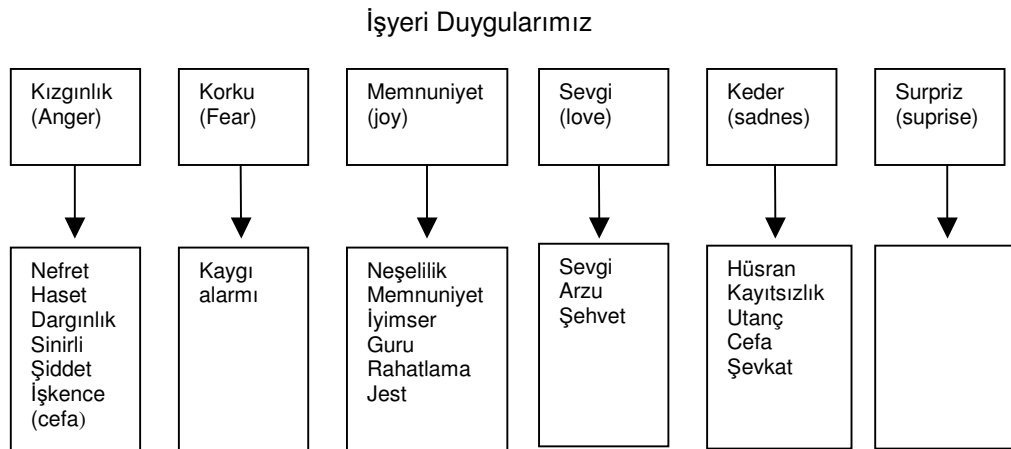 İşyeri Duygularımız
Kızgınlık
(Anger)
Korku
(Fear)
Memnuniyet
(joy)
Sevgi
(love)
Keder
(sadnes)
Surpriz
(suprise)
Nefret
Haset
Dargınlık
Sinirli
Şiddet
İşkence
(cefa)
Kaygı
alarmı
Neşelilik
Memnuniyet
İyimser
Guru
Rahatlama
Jest
Sevgi
Arzu
Şehvet
Hüsran
Kayıtsızlık
Utanç
Cefa
Şevkat